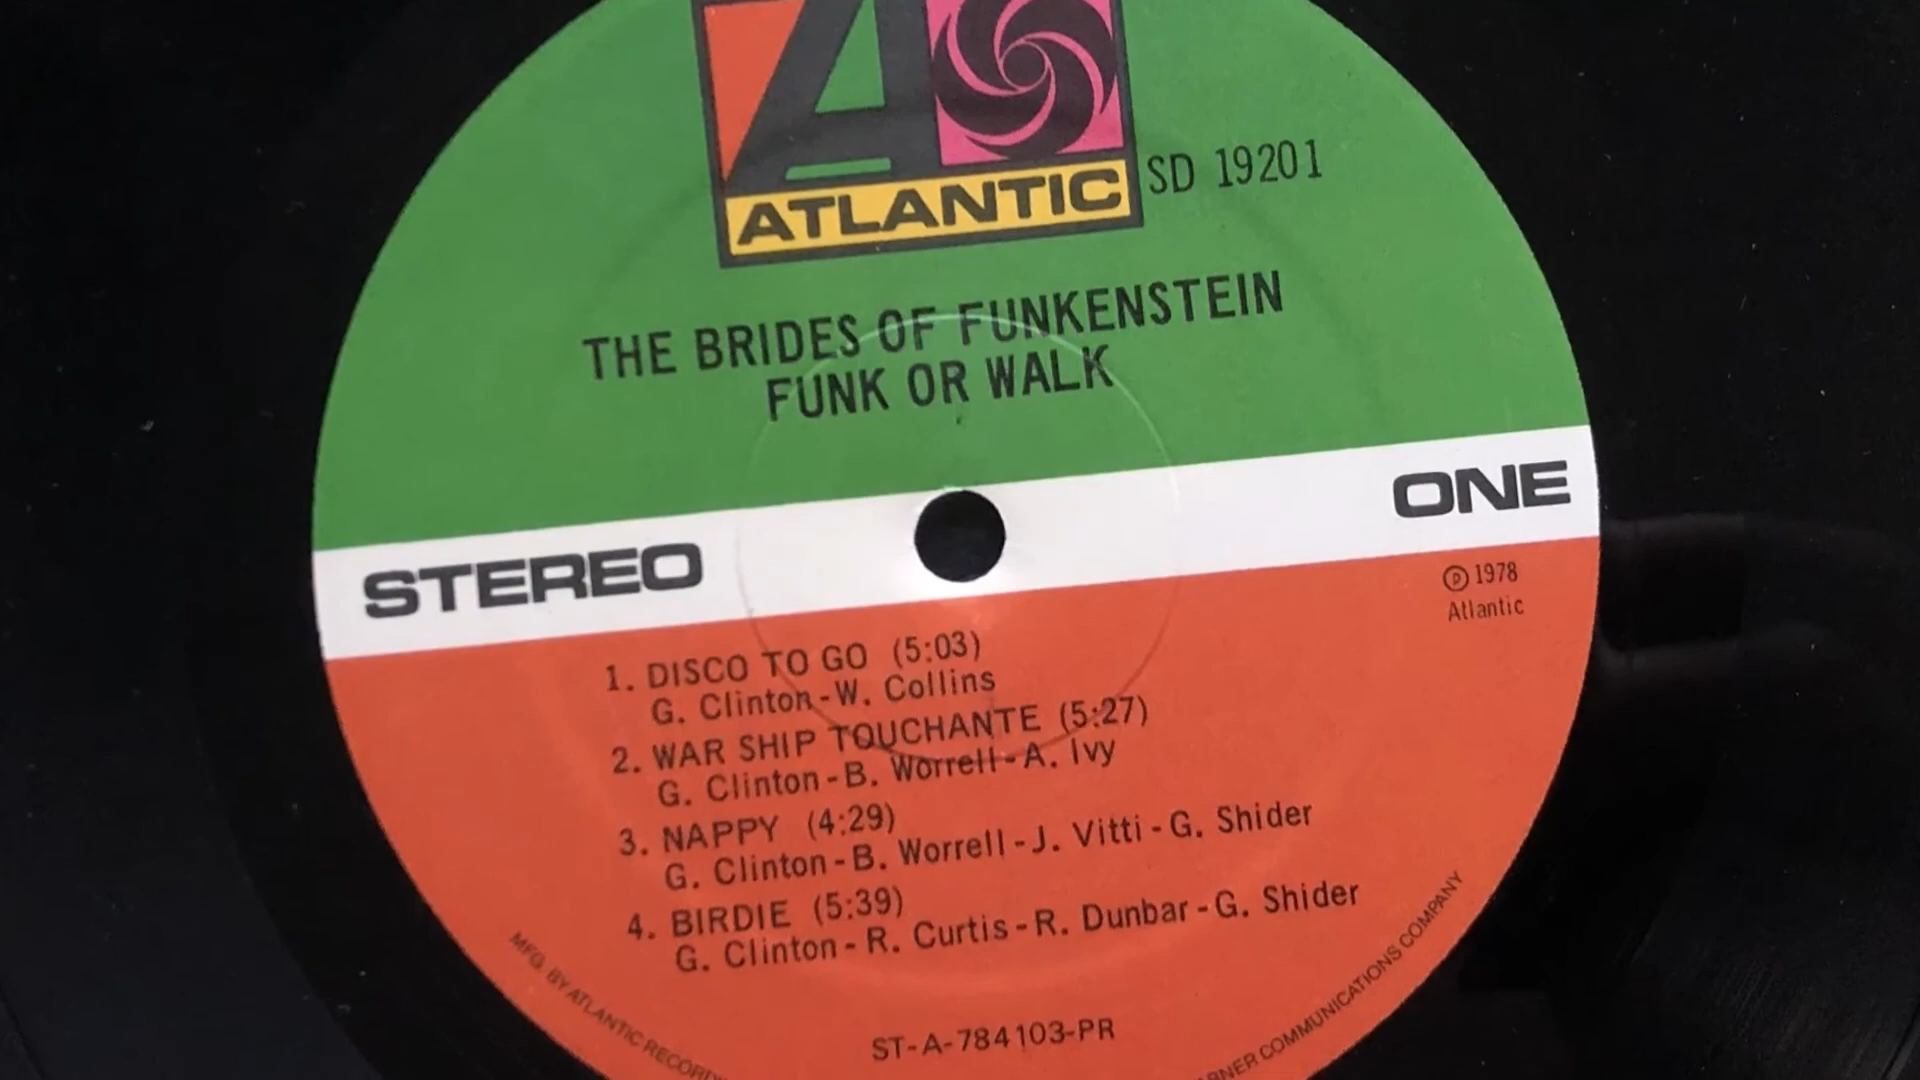 ATLANTIC
SD 19201
THE BRIDES OF FUNKENSTEIN
FUNK OR WALK
STEREO
ONE
Ⓟ 1978
Atlantic
1. DISCO TO GO (5:03)
G. Clinton-W. Collins
2. WAR SHIP TOUCHANTE (5:27)
G. Clinton-B. Worrell-A. Ivy
3. NAPPY (4:29)
G. Clinton-B. Worrell-J. Vitti-G. Shider
4. BIRDIE (5:39)
G. Clinton-R. Curtis-R. Dunbar-G. Shider
ST-A-784103-PR
MFG. BY ATLANTIC
COMMUNICATIONS COMPANY